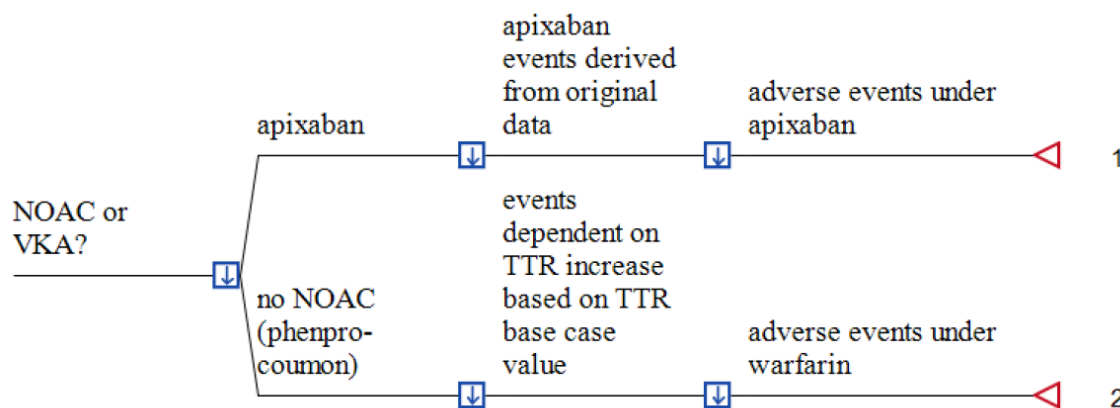 NOAC or
VKA?
apixaban
apixaban
events derived
from original
data
adverse events under
apixaban
1
no NOAC
(phenpro-
coumon)
events
dependent on
TTR increase
based on TTR
base case
value
adverse events under
warfarin
2